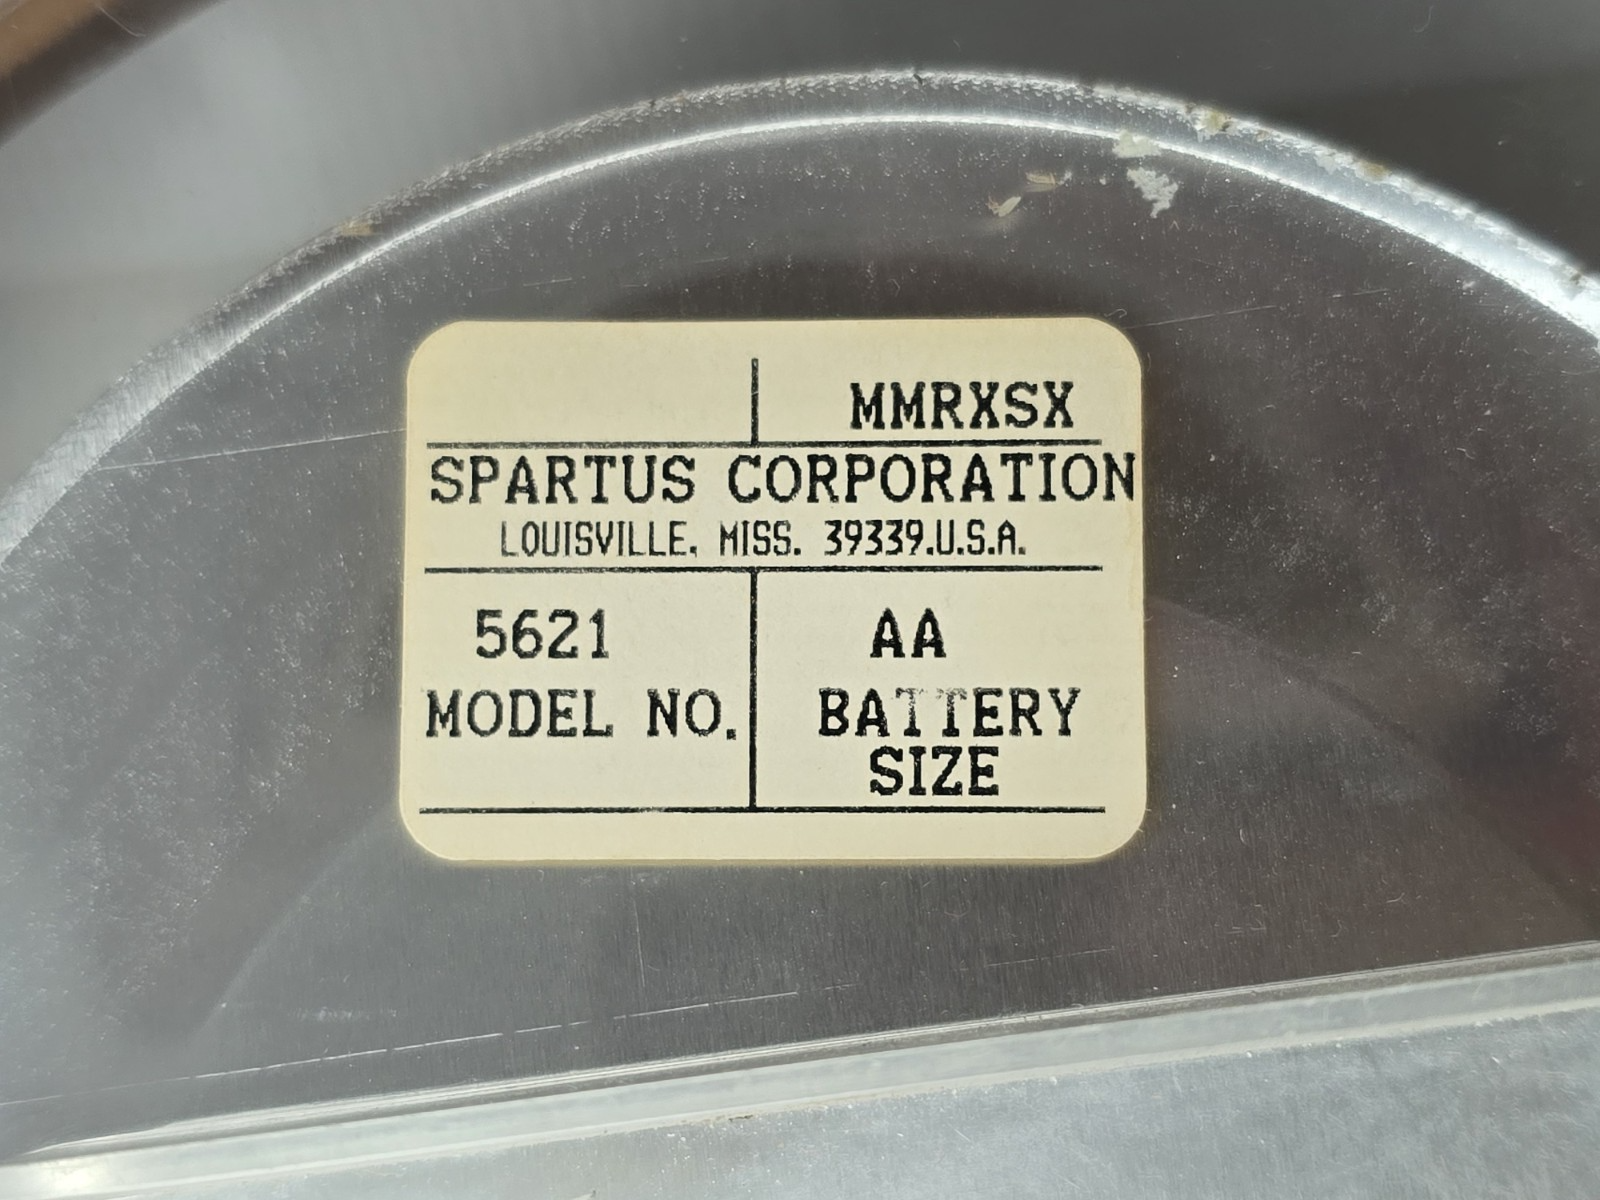 MMRXSX
SPARTUS CORPORATION
LOUISVILLE, MISS. 39339.U.S.A.
5621 AA
MODEL NO. BATTERY
SIZE